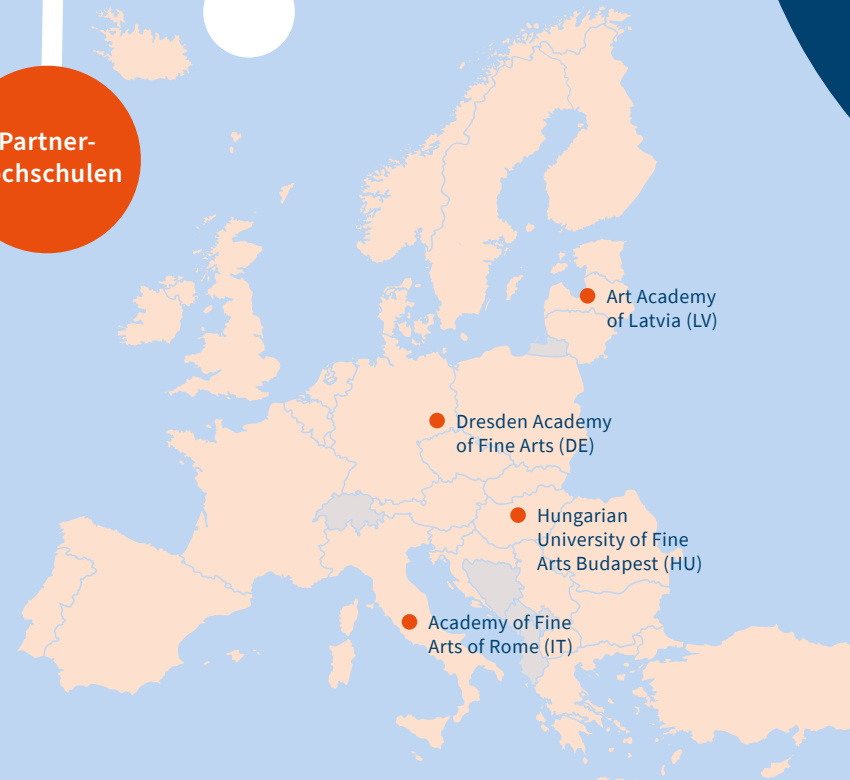 Partner-
chschulen
Art Academy
of Latvia (LV)
Dresden Academy
of Fine Arts (DE)
Hungarian
University of Fine
Arts Budapest (HU)
Academy of Fine
Arts of Rome (IT)